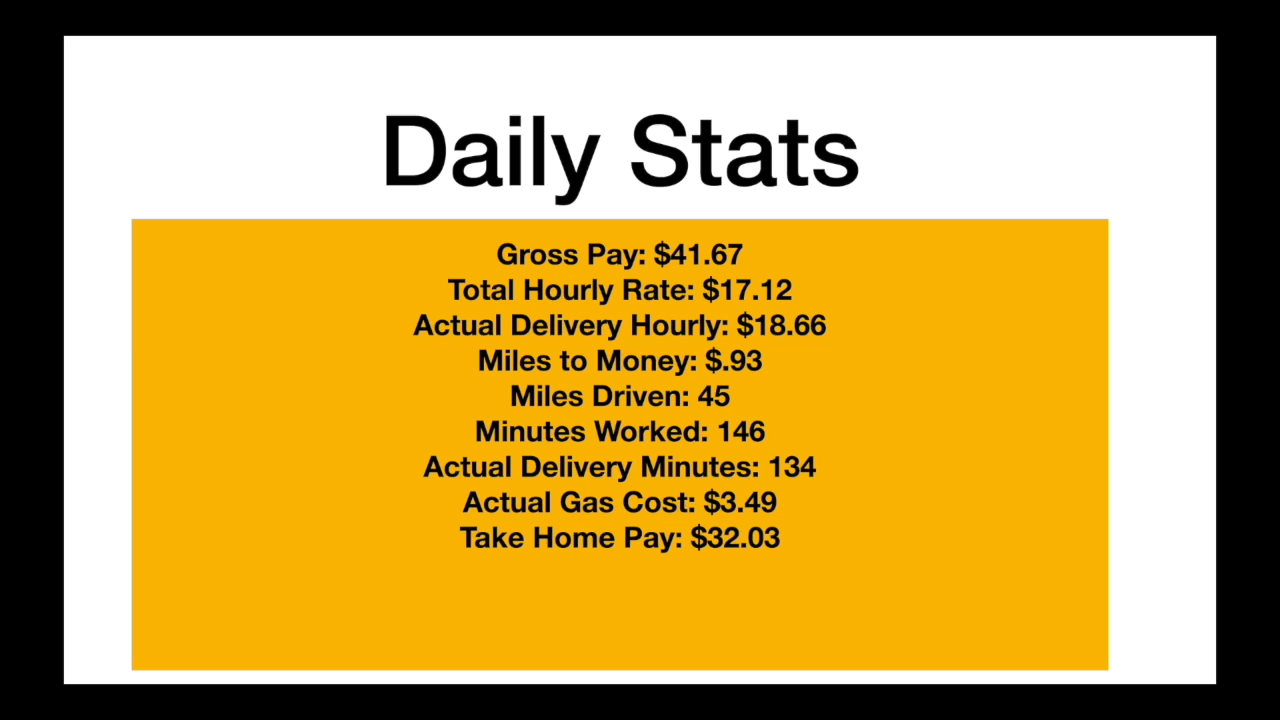 Daily Stats
Gross Pay: $41.67
Total Hourly Rate: $17.12
Actual Delivery Hourly: $18.66
Miles to Money: $.93
Miles Driven: 45
Minutes Worked: 146
Actual Delivery Minutes: 134
Actual Gas Cost: $3.49
Take Home Pay: $32.03